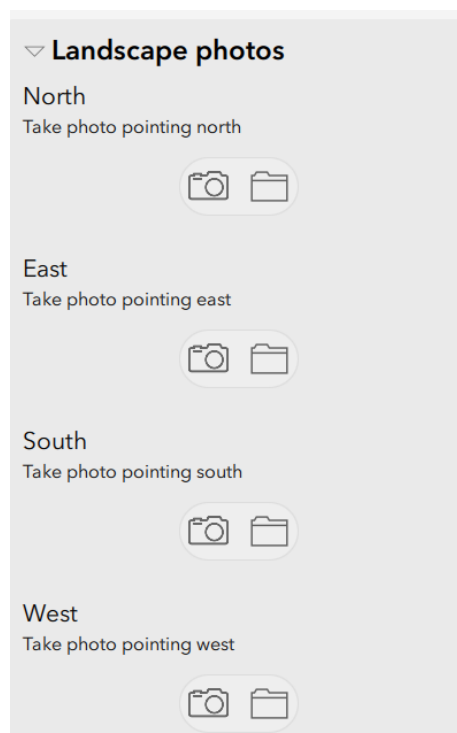 Landscape photos
North
Take photo pointing north
East
Take photo pointing east
South
Take photo pointing south
West
Take photo pointing west